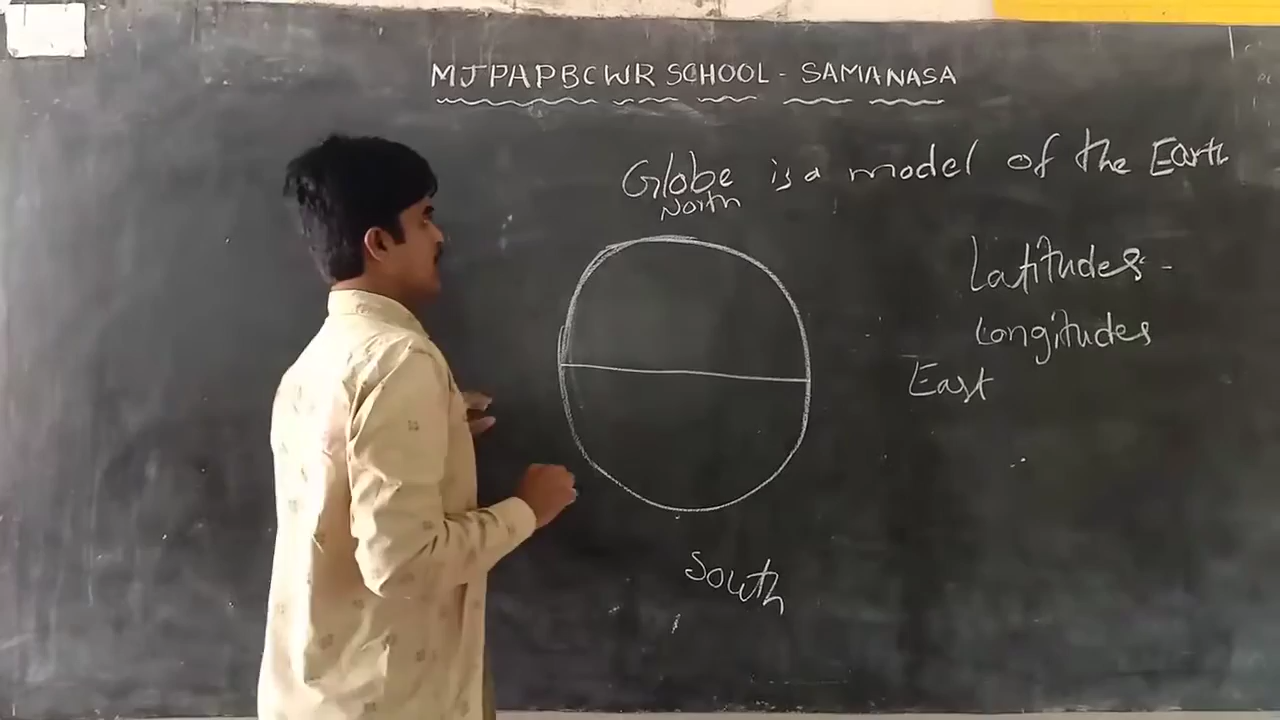 MJPAPBCWR SCHOOL - SAMANASA
Globe is a model of the Earth
North
Latitudes -
Longitudes
East
South